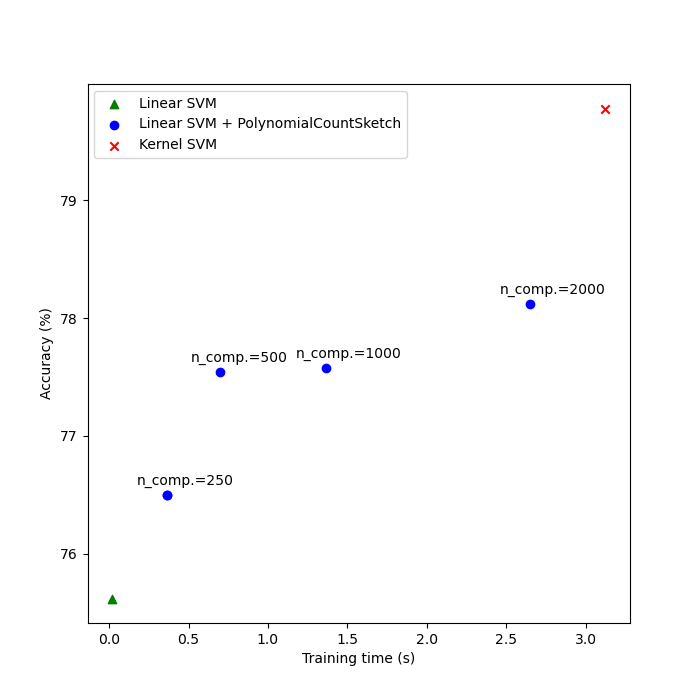 Linear SVM
Linear SVM + PolynomialCountSketch
Kernel SVM
79
n_comp.=2000
78
n_comp.=500
n_comp.=1000
Accuracy (%)
77
n_comp.=250
76
0.0 0.5 1.0 1.5 2.0 2.5 3.0
Training time (s)